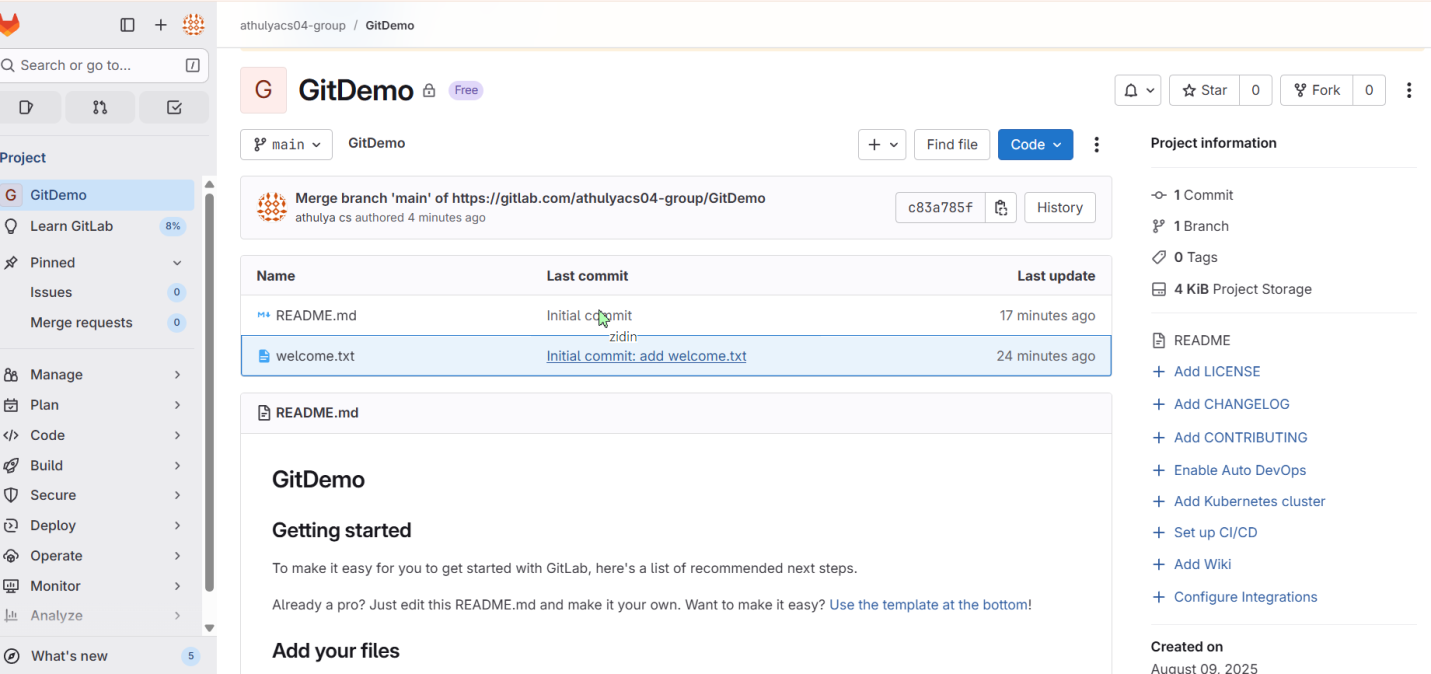 athulyacs04-group / GitDemo
Search or go to... /
Project
G GitDemo
Learn GitLab 8%
Pinned
Issues 0
Merge requests 0
Manage
Plan
Code
Build
Secure
Deploy
Operate
Monitor
Analyze
What's new 5
G GitDemo Free
Star 0 Fork 0
main GitDemo
Find file Code
Merge branch 'main' of https://gitlab.com/athulyacs04-group/GitDemo
athulya cs authored 4 minutes ago
c83a785f History
Name Last commit Last update
README.md Initial commit 17 minutes ago
zidin
welcome.txt Initial commit: add welcome.txt 24 minutes ago
README.md
GitDemo
Getting started
To make it easy for you to get started with GitLab, here's a list of recommended next steps.
Already a pro? Just edit this README.md and make it your own. Want to make it easy? Use the template at the bottom!
Add your files
Project information
1 Commit
1 Branch
0 Tags
4 KiB Project Storage
README
Add LICENSE
Add CHANGELOG
Add CONTRIBUTING
Enable Auto DevOps
Add Kubernetes cluster
Set up CI/CD
Add Wiki
Configure Integrations
Created on
August 09, 2025